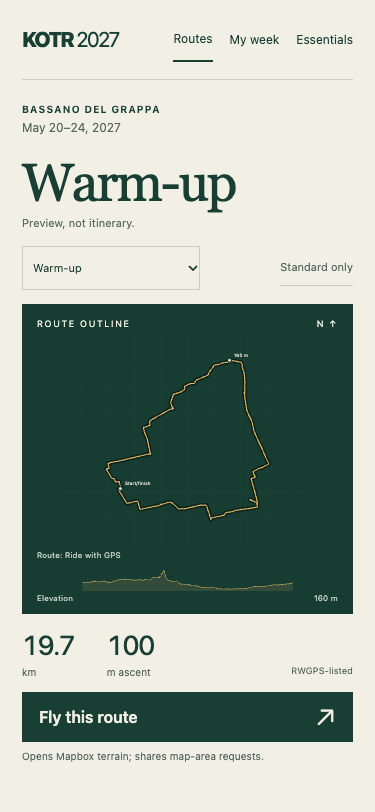 KOTR 2027
Routes My week Essentials
BASSANO DEL GRAPPA
May 20–24, 2027
Warm-up
Preview, not itinerary.
Warm-up
Standard only
ROUTE OUTLINE N ↑
160 m
Start/finish
Route: Ride with GPS
Elevation 160 m
19.7 100
km m ascent RWGPS-listed
Fly this route
Opens Mapbox terrain; shares map-area requests.